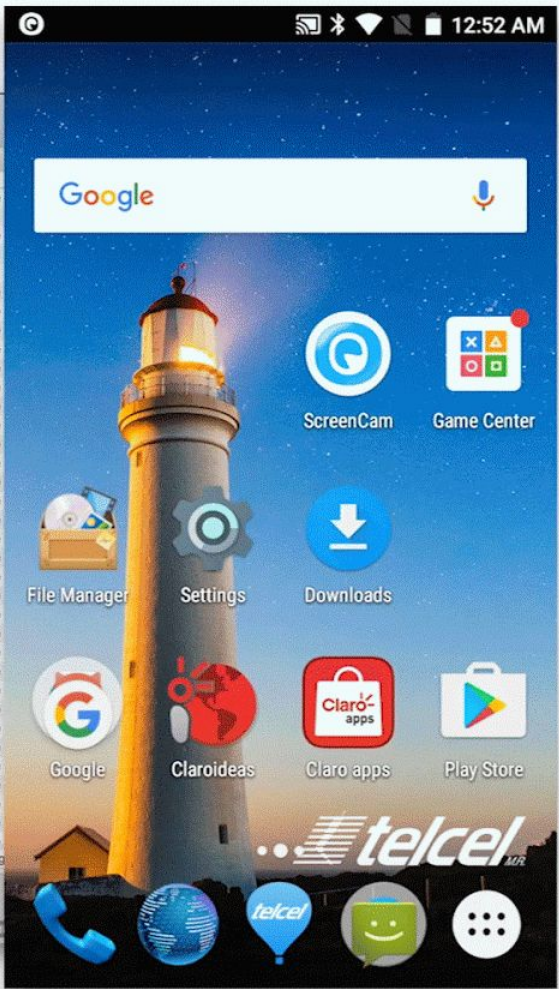 12:52 AM
Google
ScreenCam Game Center
File Manager Settings Downloads
Claro-
apps
G
Google Claroideas Claro apps Play Store
...telcel M.R.
telcel